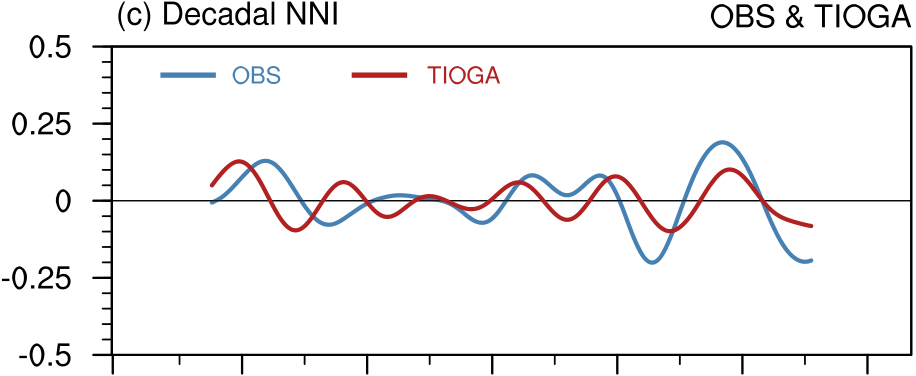 (c) Decadal NNI OBS & TIOGA
0.5
OBS TIOGA
0.25
0
-0.25
-0.5